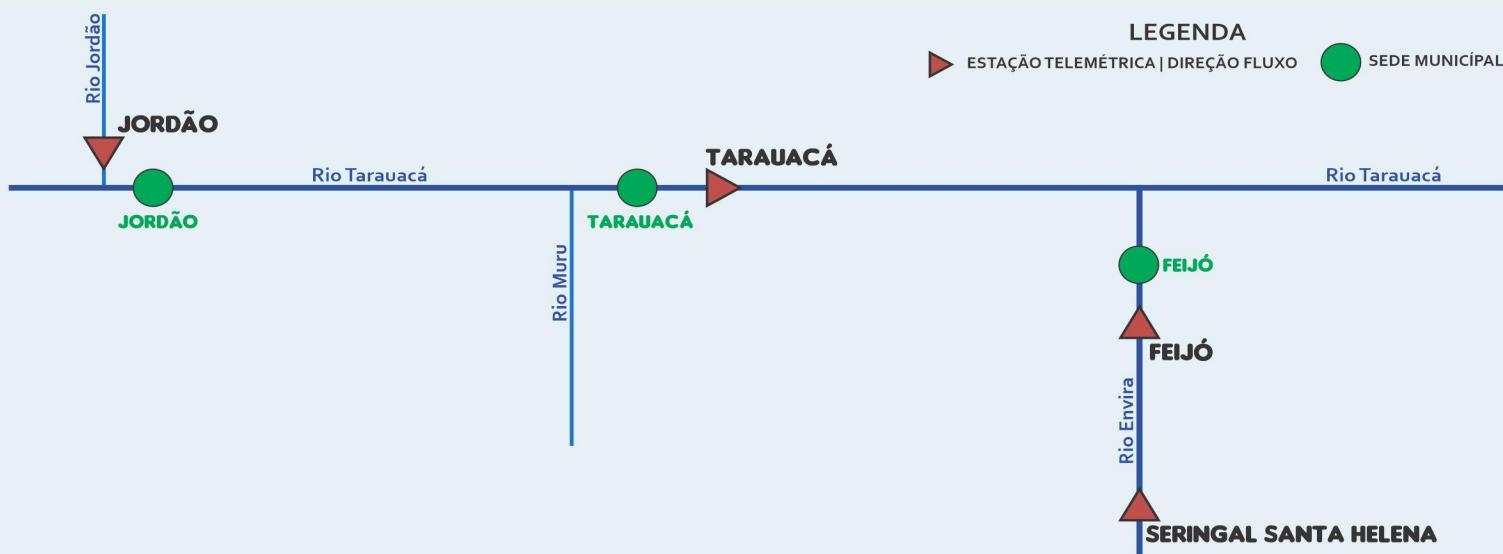 LEGENDA
ESTAÇÃO TELEMÉTRICA | DIREÇÃO FLUXO
SEDE MUNICÍPAL
Rio Jordão
JORDÃO
Rio Tarauacá
TARAUACÁ
Rio Tarauacá
JORDÃO
TARAUACÁ
Rio Muru
FEIJÓ
FEIJÓ
Rio Envira
SERINGAL SANTA HELENA